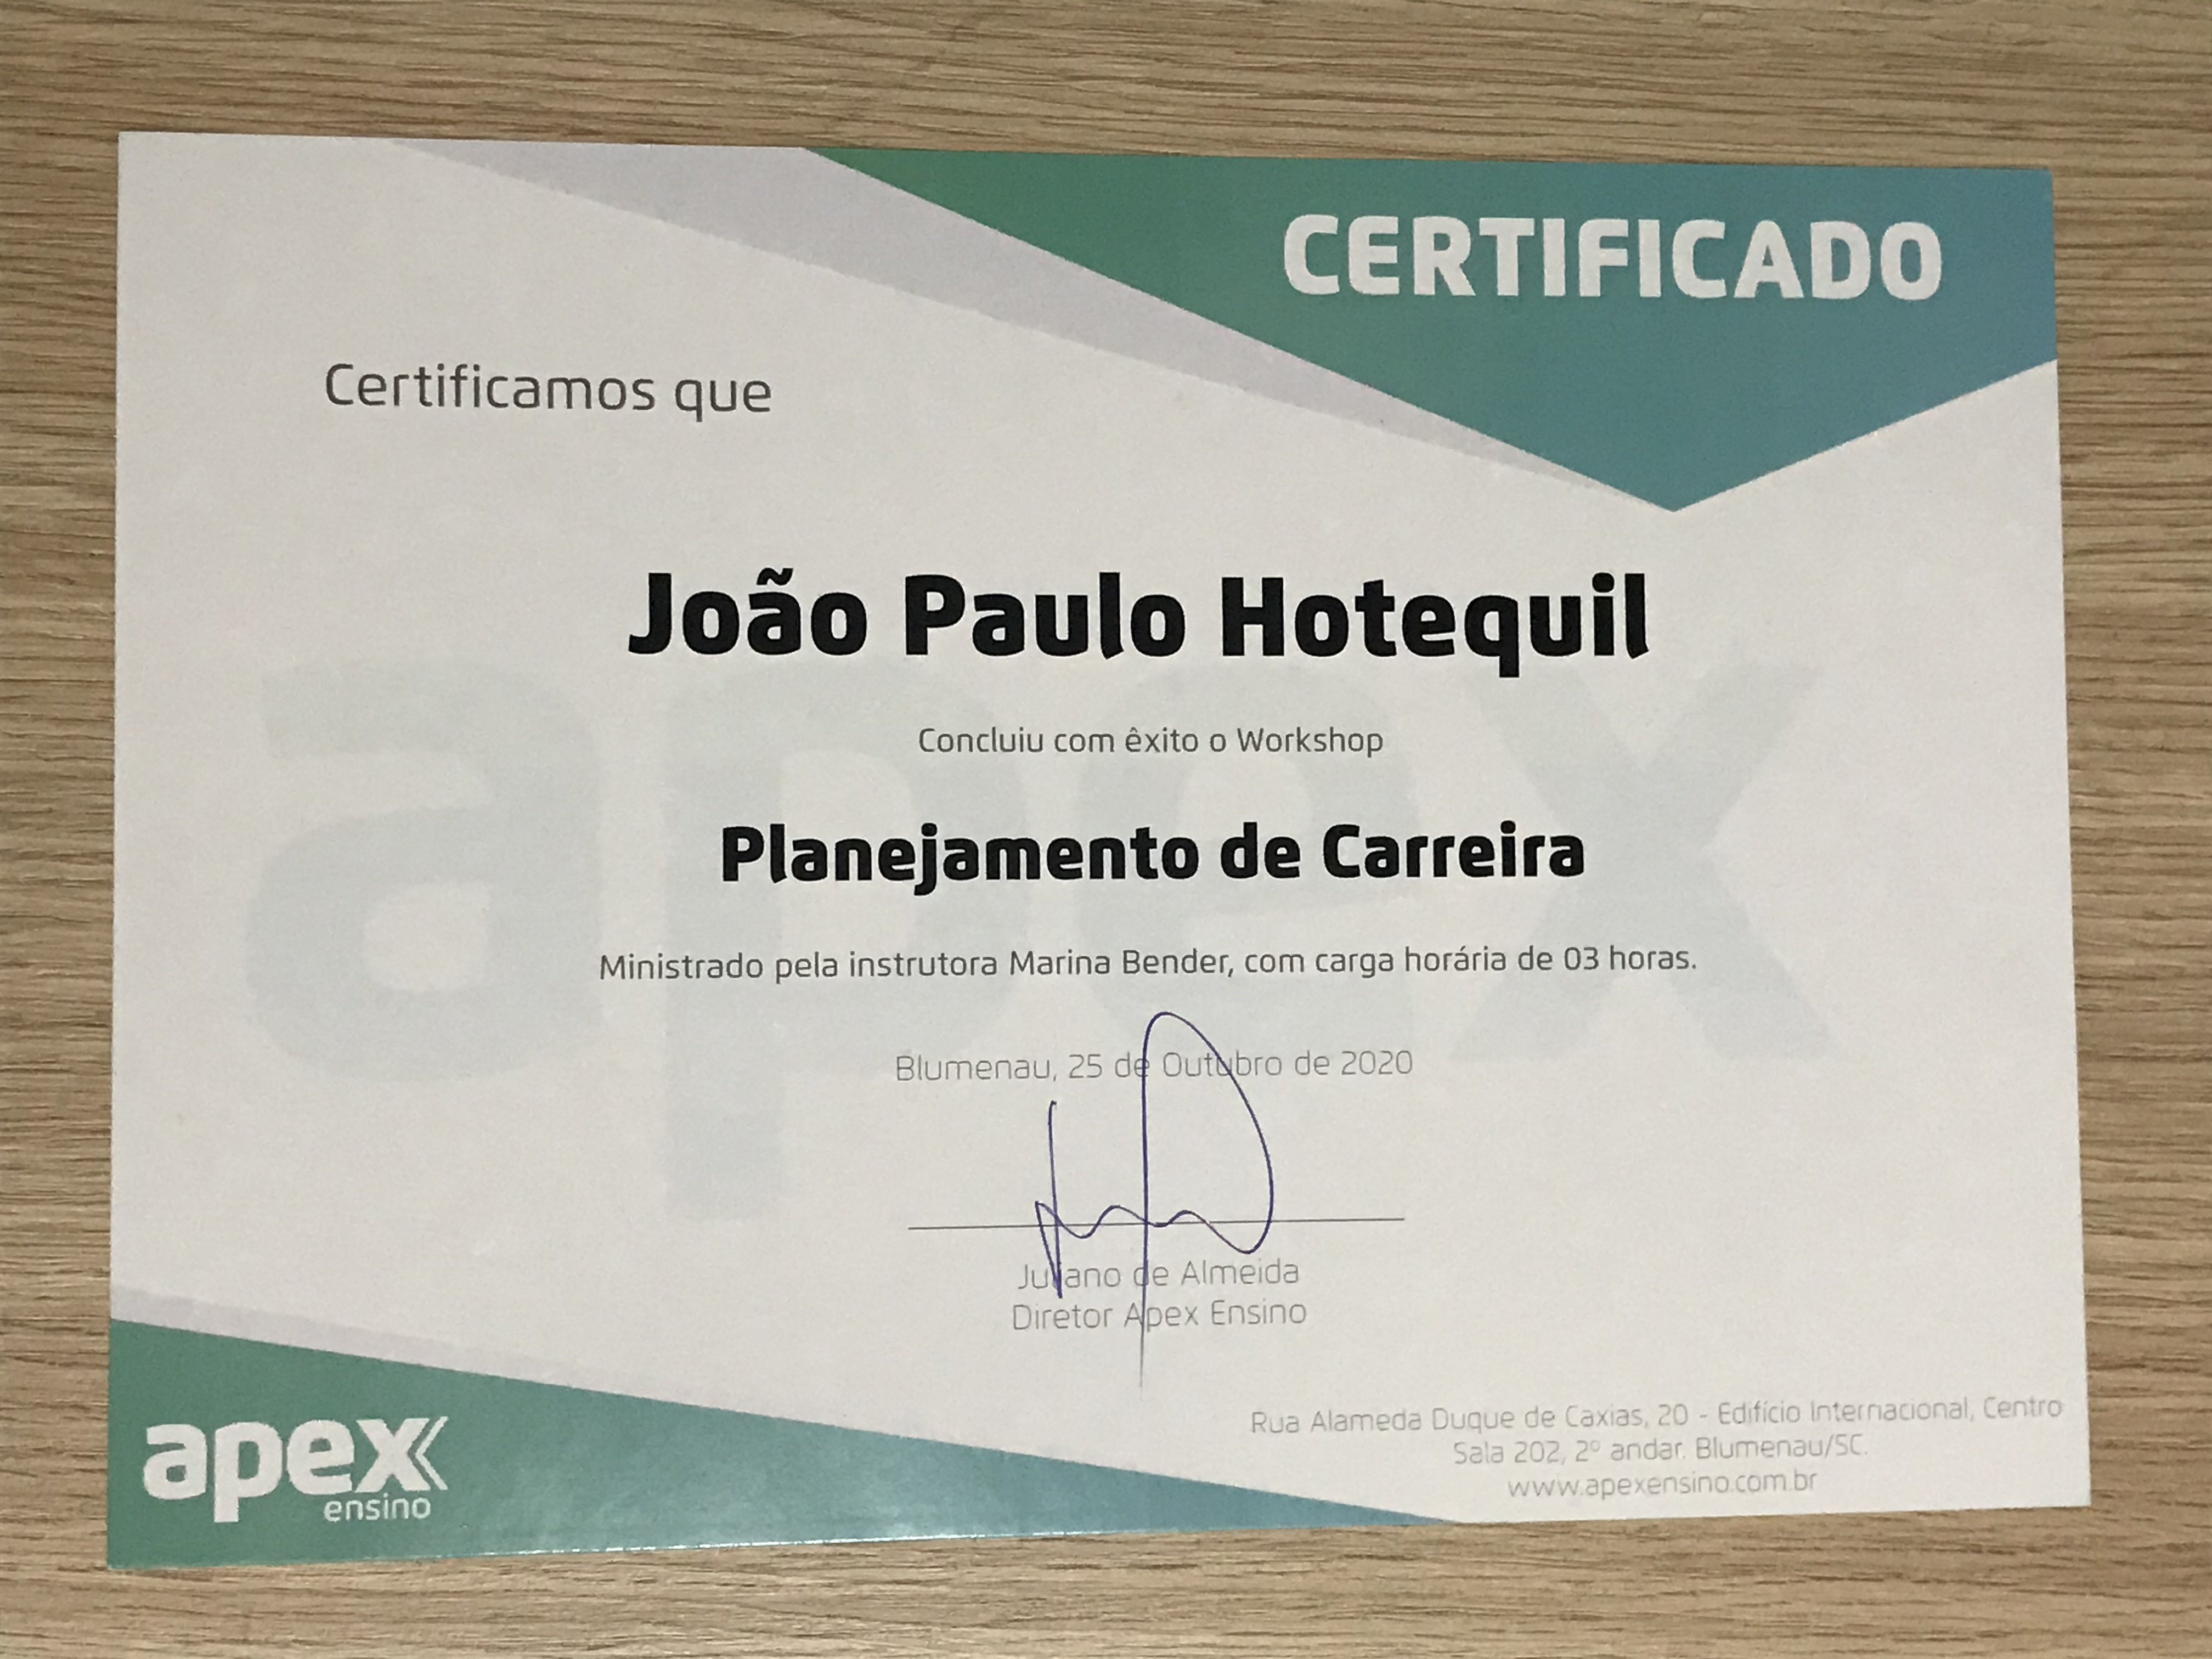 CERTIFICADO
Certificamos que
João Paulo Hotequil
Concluiu com êxito o Workshop
Planejamento de Carreira
Ministrado pela instrutora Marina Bender, com carga horária de 03 horas.
Blumenau, 25 de Outubro de 2020
Juliano de Almeida
Diretor Apex Ensino
apex
ensino
Rua Alameda Duque de Caxias, 20 - Edifício Internacional, Centro
Sala 202, 2º andar. Blumenau/SC.
www.apexensino.com.br
apex